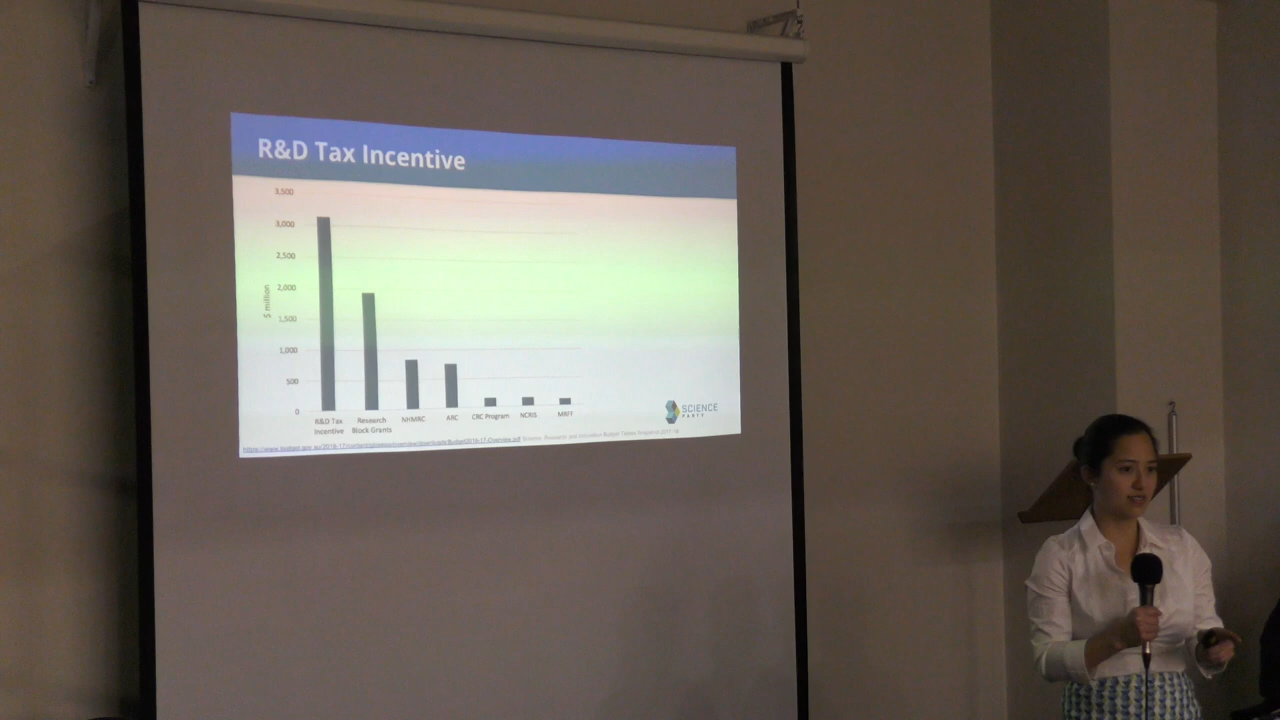 R&D Tax Incentive
3,500
3,000
2,500
2,000
1,500
1,000
500
0
$ million
R&D Tax
Incentive
Research
Block Grants
NHMRC
ARC
CRC Program
NCRIS
MRFF
SCIENCE
PARTY